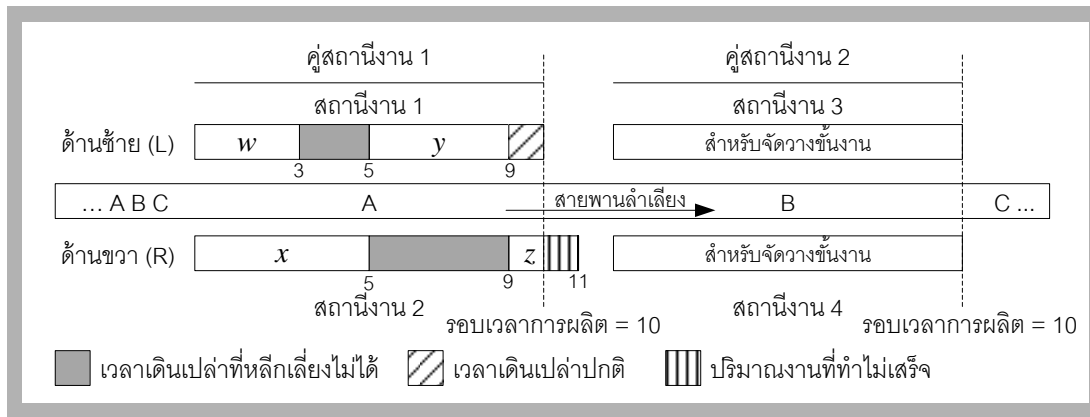 คู่สถานีงาน 1 คู่สถานีงาน 2
สถานีงาน 1 สถานีงาน 3
ด้านซ้าย (L) w y สำหรับจัดวางขั้นงาน
3 5 9
... A B C A สายพานลำเลียง B C ...
ด้านขวา (R) x z สำหรับจัดวางขั้นงาน
5 9 11
สถานีงาน 2 สถานีงาน 4
รอบเวลาการผลิต = 10 รอบเวลาการผลิต = 10
เวลาเดินเปล่าที่หลีกเลี่ยงไม่ได้ เวลาเดินเปล่าปกติ ปริมาณงานที่ทำไม่เสร็จ